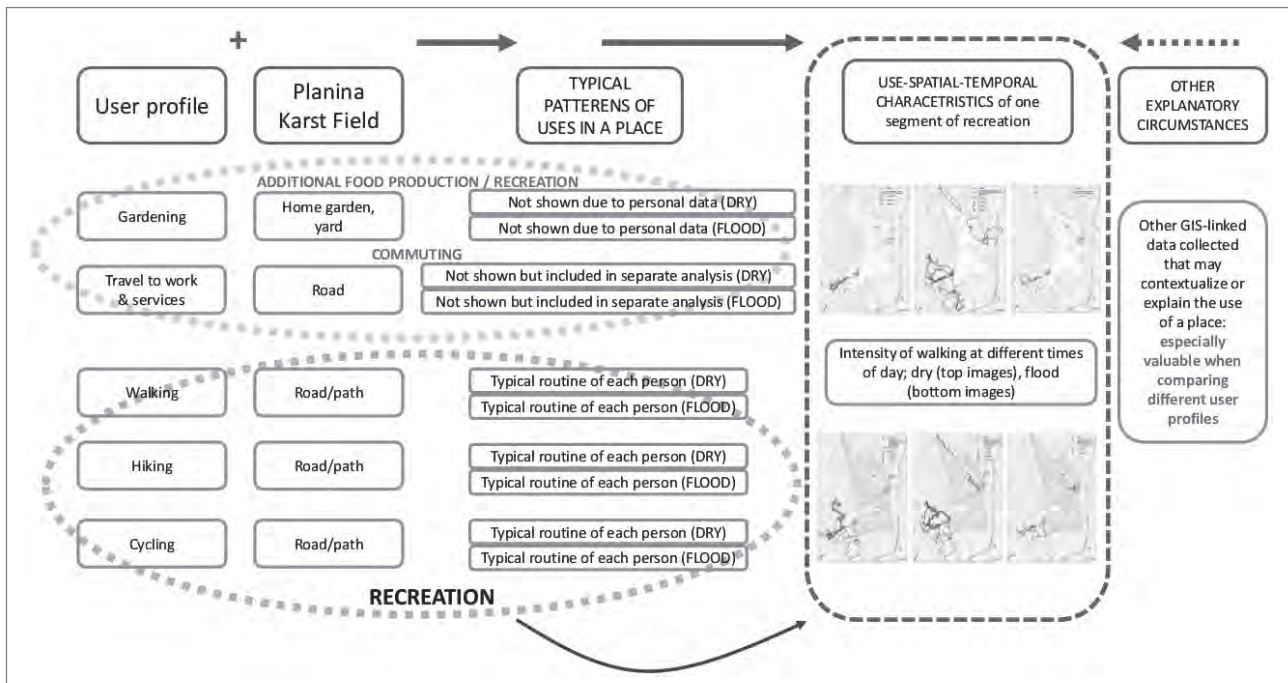 +
User profile
Planina
Karst Field
TYPICAL
PATTERENS OF
USES IN A PLACE
USE-SPATIAL-TEMPORAL
CHARACETRISTICS of one
segment of recreation
OTHER
EXPLANATORY
CIRCUMSTANCES
ADDITIONAL FOOD PRODUCTION / RECREATION
Gardening
Home garden,
yard
Not shown due to personal data (DRY)
Not shown due to personal data (FLOOD)
COMMUTING
Travel to work
& services
Road
Not shown but included in separate analysis (DRY)
Not shown but included in separate analysis (FLOOD)
Walking
Road/path
Typical routine of each person (DRY)
Typical routine of each person (FLOOD)
Hiking
Road/path
Typical routine of each person (DRY)
Typical routine of each person (FLOOD)
Cycling
Road/path
Typical routine of each person (DRY)
Typical routine of each person (FLOOD)
RECREATION
Intensity of walking at different times
of day; dry (top images), flood
(bottom images)
Other GIS-linked
data collected
that may
contextualize or
explain the use
of a place:
especially
valuable when
comparing
different user
profiles